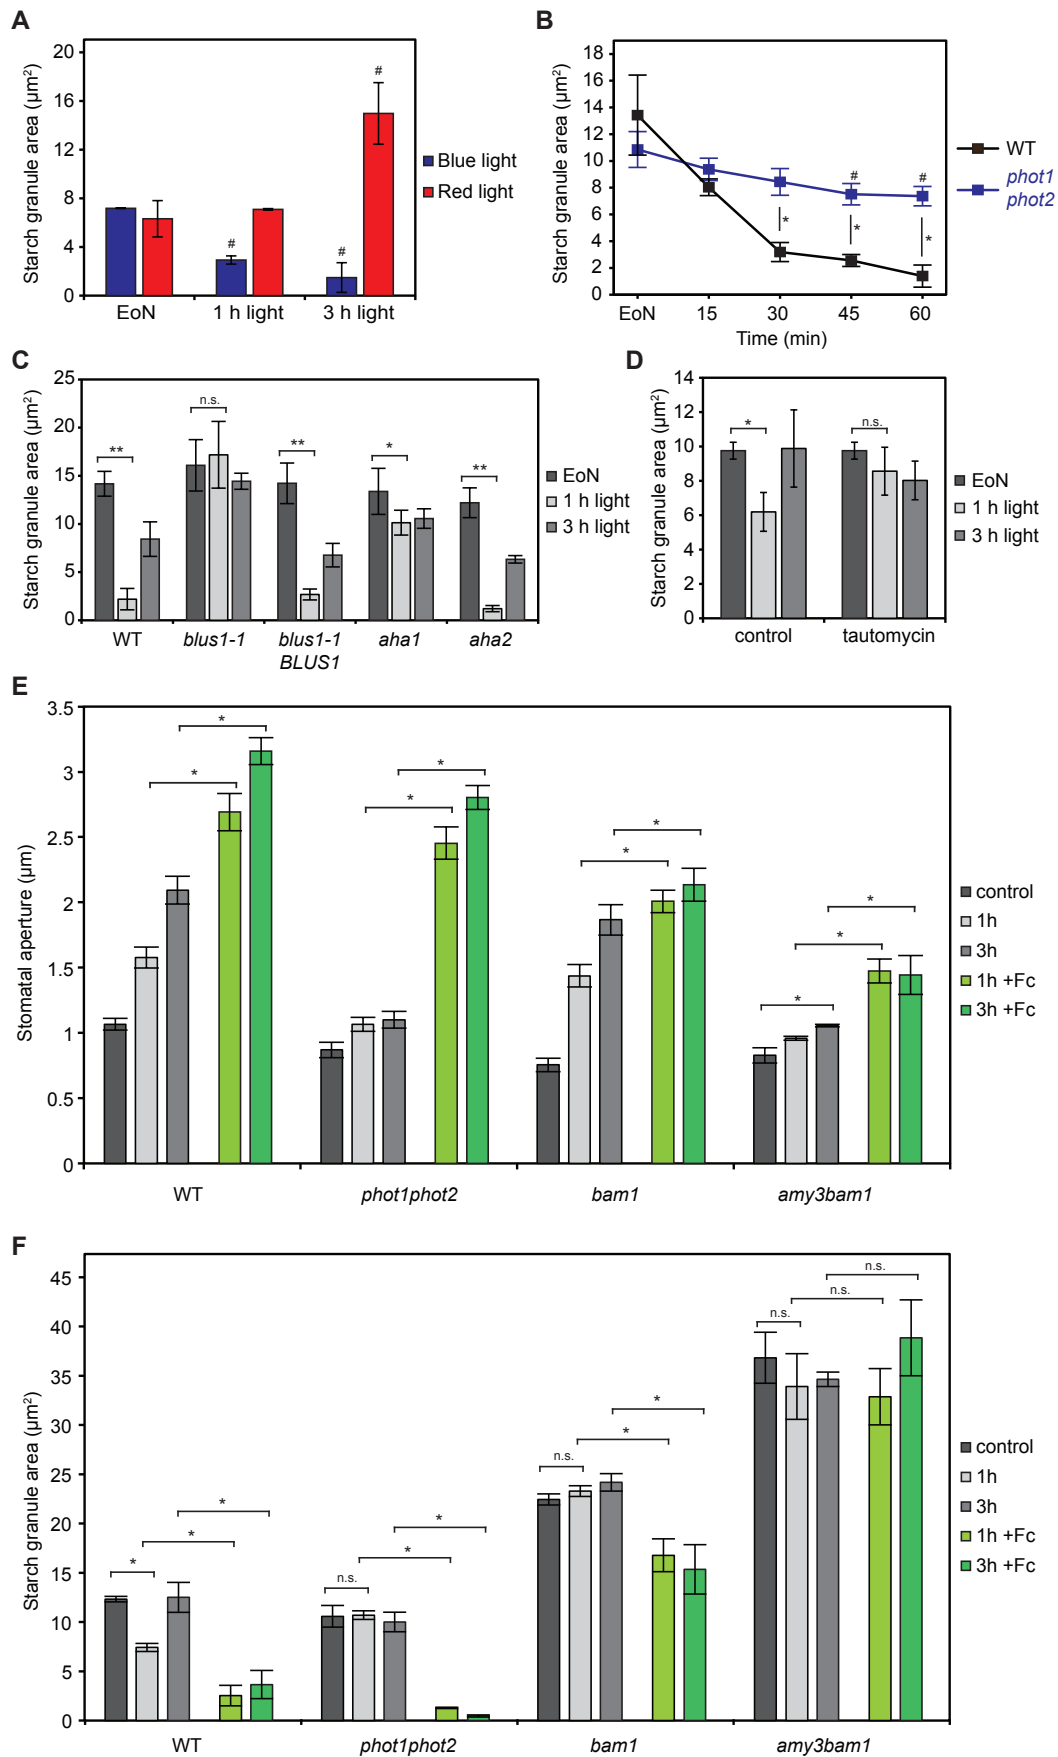 A
Starch granule area (µm²)
20
16
12
8
4
0
#
#
#
EoN
1 h light
3 h light
Blue light
Red light
B
Starch granule area (µm²)
18
16
14
12
10
8
6
4
2
0
#
#
*
*
*
EoN
15
30
45
60
Time (min)
WT
phot1
phot2
C
Starch granule area (µm²)
25
20
15
10
5
0
**
n.s.
**
*
**
WT
blus1-1
blus1-1
BLUS1
aha1
aha2
EoN
1 h light
3 h light
D
Starch granule area (µm²)
14
12
10
8
6
4
2
0
*
n.s.
control
tautomycin
EoN
1 h light
3 h light
E
Stomatal aperture (µm)
3.5
3
2.5
2
1.5
1
0.5
0
*
*
*
*
*
*
*
*
*
WT
phot1phot2
bam1
amy3bam1
control
1h
3h
1h +Fc
3h +Fc
F
Starch granule area (µm²)
45
40
35
30
25
20
15
10
5
0
*
*
*
n.s.
*
*
n.s.
*
*
n.s.
n.s.
n.s.
WT
phot1phot2
bam1
amy3bam1
control
1h
3h
1h +Fc
3h +Fc